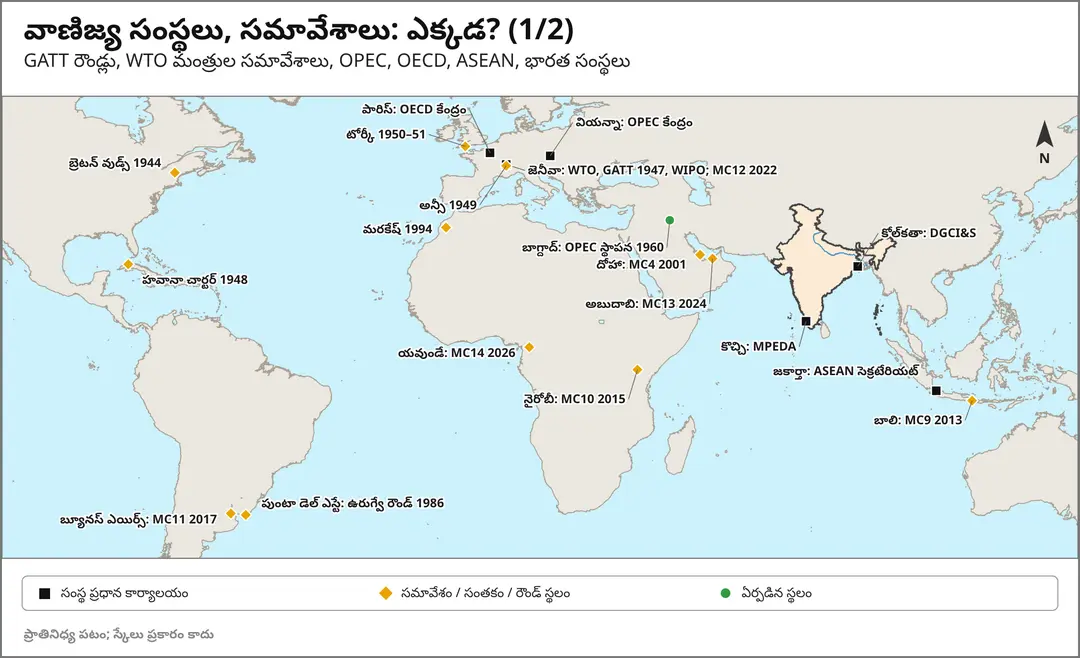 వాణిజ్య సంస్థలు, సమావేశాలు: ఎక్కడ? (1/2)
GATT రౌండ్లు, WTO మంత్రుల సమావేశాలు, OPEC, OECD, ASEAN, భారత సంస్థలు
పారిస్: OECD కేంద్రం
వియన్నా: OPEC కేంద్రం
టోర్కీ 1950–51
N
బ్రెటన్ వుడ్స్ 1944
జెనీవా: WTO, GATT 1947, WIPO; MC12 2022
అన్సీ 1949
మరకేష్ 1994
కోల్‌కతా: DGCI&S
బాగ్దాద్: OPEC స్థాపన 1960
దోహా: MC4 2001
హవానా చార్టర్ 1948
అబుదాబి: MC13 2024
కొచ్చి: MPEDA
యవుండే: MC14 2026
జకార్తా: ASEAN సెక్రటేరియట్
నైరోబీ: MC10 2015
బాలి: MC9 2013
పుంటా డెల్ ఎస్టే: ఉరుగ్వే రౌండ్ 1986
బ్యూనస్ ఎయిర్స్: MC11 2017
సంస్థ ప్రధాన కార్యాలయం
సమావేశం / సంతకం / రౌండ్ స్థలం
ఏర్పడిన స్థలం
ప్రాతినిధ్య పటం; స్కేలు ప్రకారం కాదు